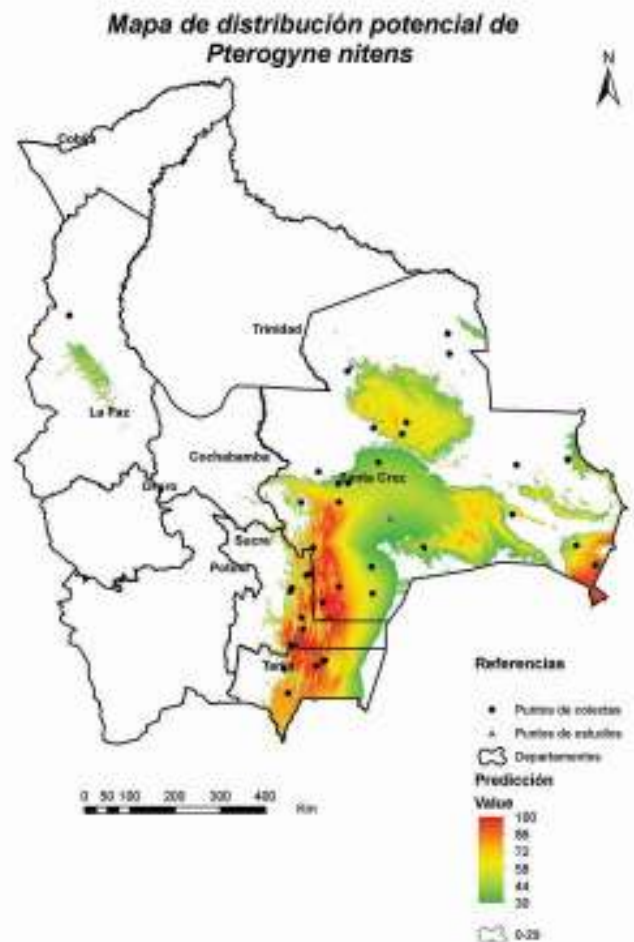 Mapa de distribución potencial de
Pterogyne nitens
N
Cobija
Trinidad
La Paz
Cochabamba
Oruro
Santa Cruz
Sucre
Potosí
Tarija
Referencias
Puntos de colectas
Puntos de estudios
Departamentos
Predicción
Value
100
86
72
58
44
30
0-29
0 50 100 200 300 400
Km